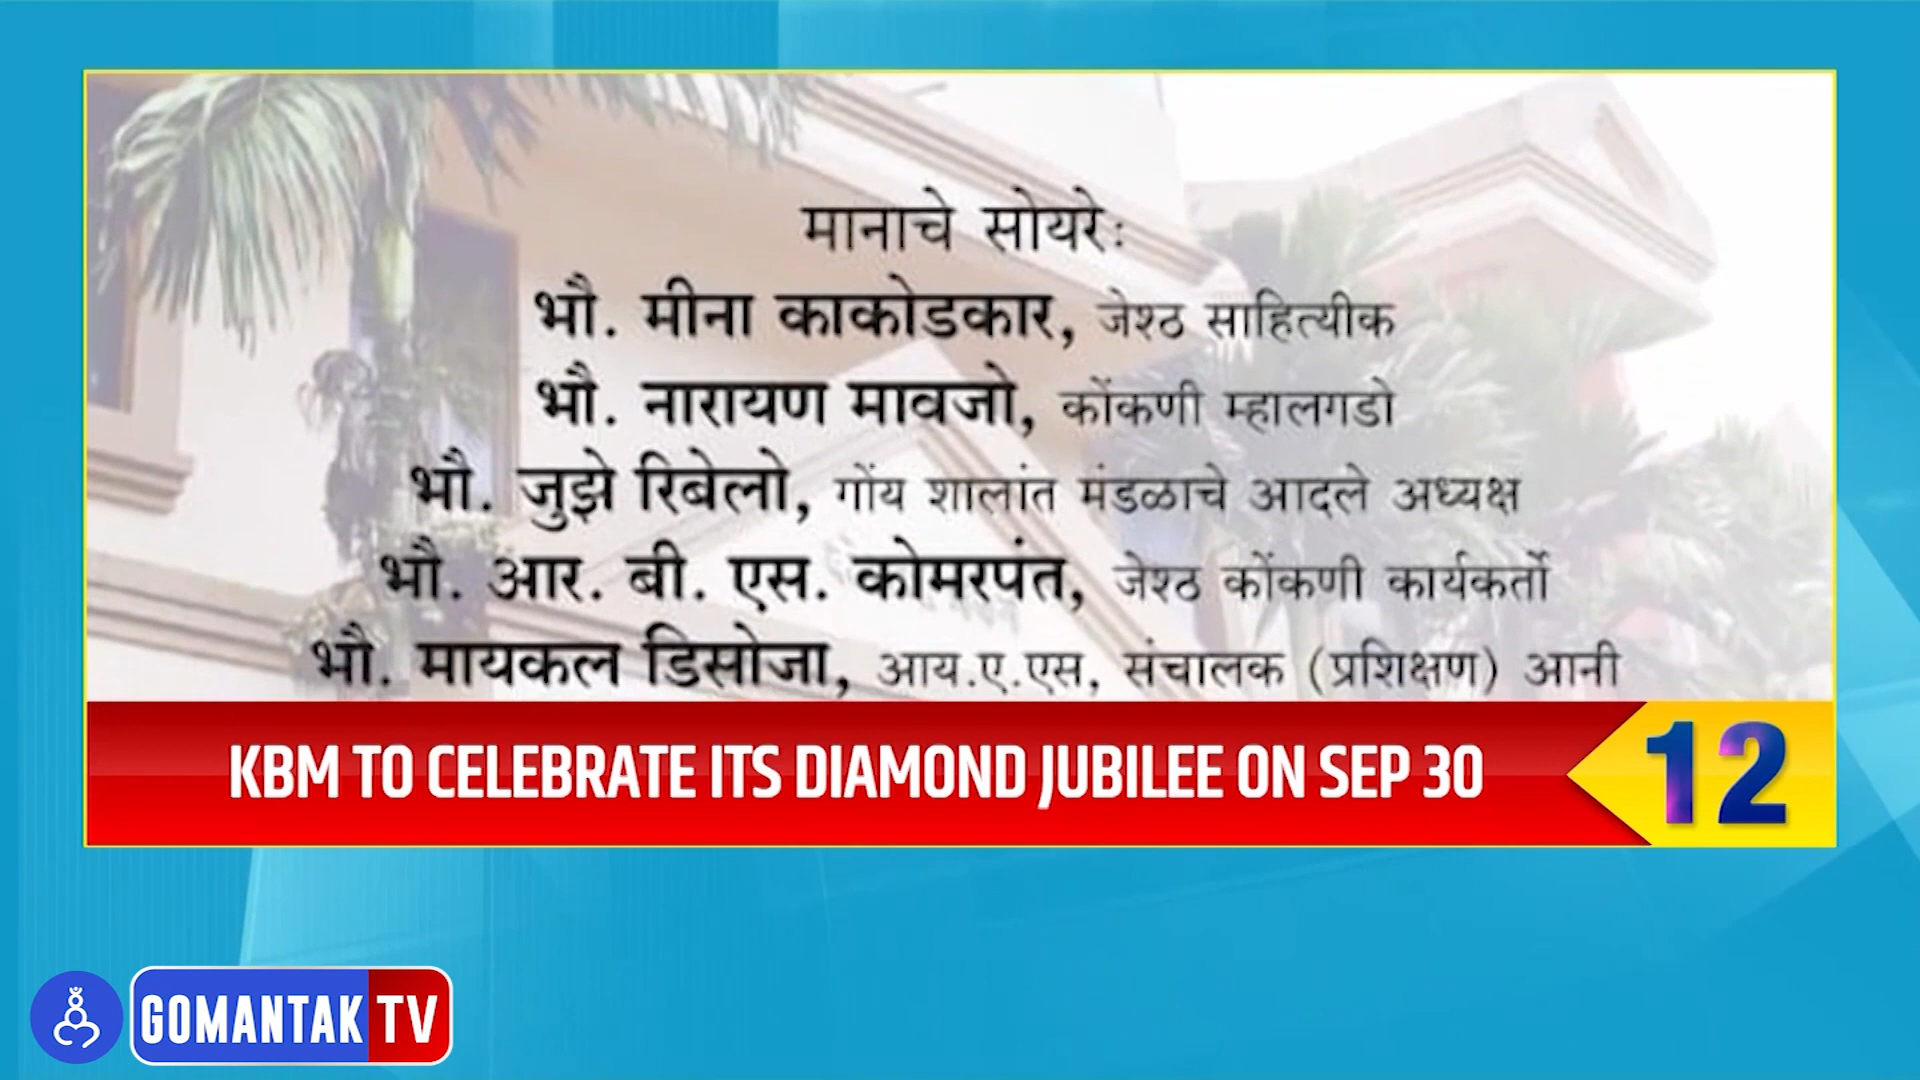 मानाचे सोयरे:
भौ. मीना काकोडकार, जेश्ठ साहित्यीक
भौ. नारायण मावजो, कोंकणी म्हालगडो
भौ. जुझे रिबेलो, गोंय शालांत मंडळाचे आदले अध्यक्ष
भौ. आर. बी. एस. कोमरपंत, जेश्ठ कोंकणी कार्यकर्तो
भौ. मायकल डिसोजा, आय.ए.एस, संचालक (प्रशिक्षण) आनी
KBM TO CELEBRATE ITS DIAMOND JUBILEE ON SEP 30
12
GOMANTAK TV